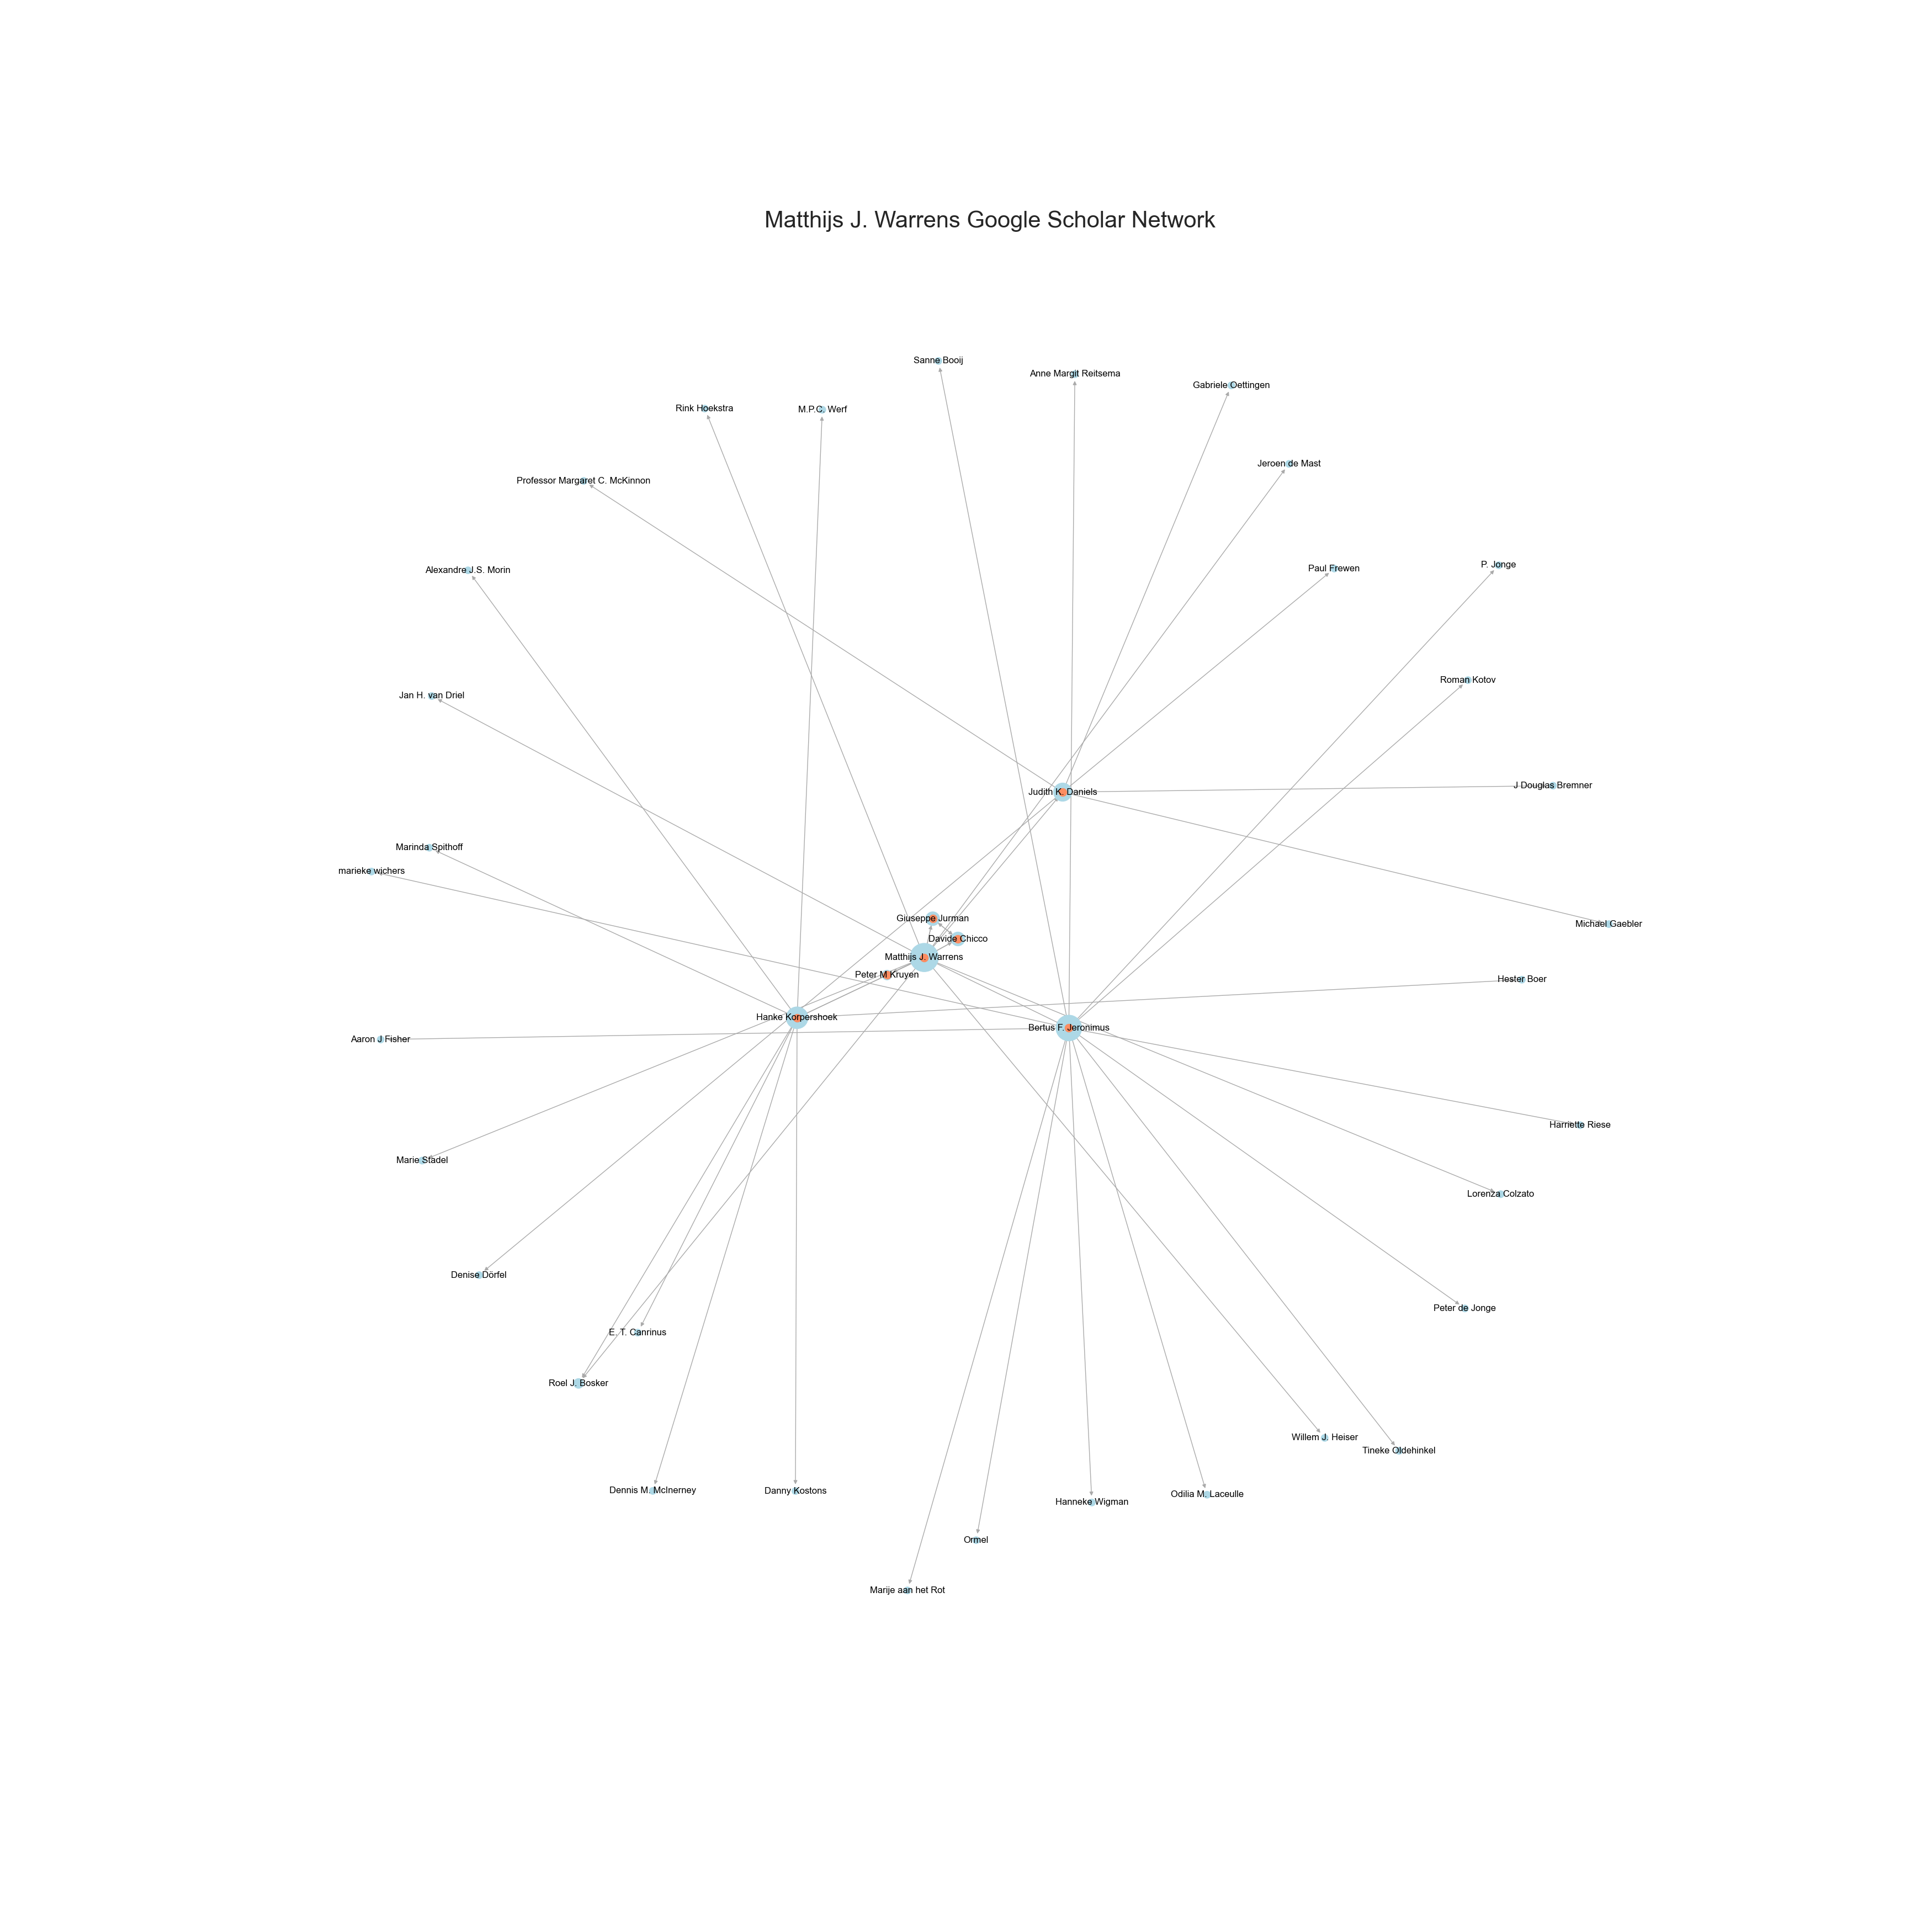 Matthijs J. Warrens Google Scholar Network
Sanne Booij
Anne Margit Reitsema
Gabriele Oettingen
Rink Hoekstra
M.P.C. Werf
Jeroen de Mast
Professor Margaret C. McKinnon
Paul Frewen
P. Jonge
Alexandre J.S. Morin
Roman Kotov
Jan H. van Driel
J Douglas Bremner
Judith K. Daniels
Marinda Spithoff
marieke wichers
Giuseppe Jurman
Michael Gaebler
Davide Chicco
Matthijs J. Warrens
Peter M Kruyen
Hester Boer
Hanke Korpershoek
Bertus F. Jeronimus
Aaron J Fisher
Harriette Riese
Marie Stadel
Lorenza Colzato
Denise Dörfel
Peter de Jonge
E. T. Canrinus
Roel J. Bosker
Willem J. Heiser
Tineke Oldehinkel
Dennis M. McInerney
Danny Kostons
Odilia M. Laceulle
Hanneke Wigman
Ormel
Marije aan het Rot